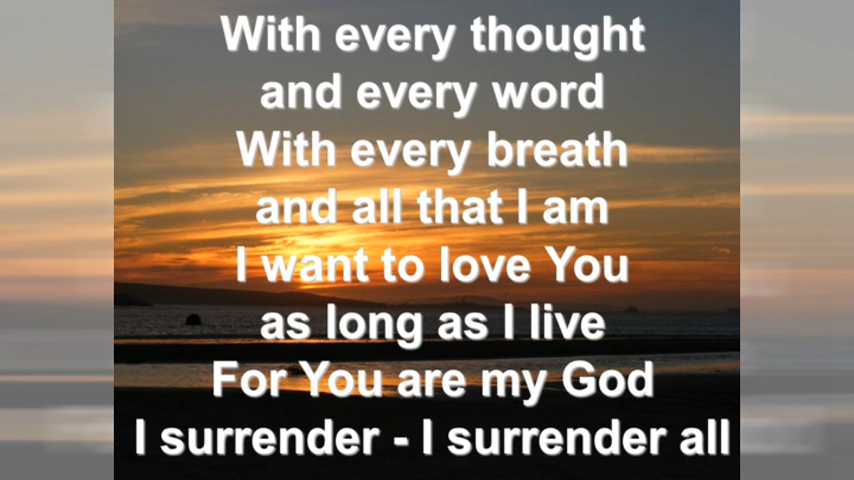 With every thought
and every word
With every breath
and all that I am
I want to love You
as long as I live
For You are my God
I surrender - I surrender all